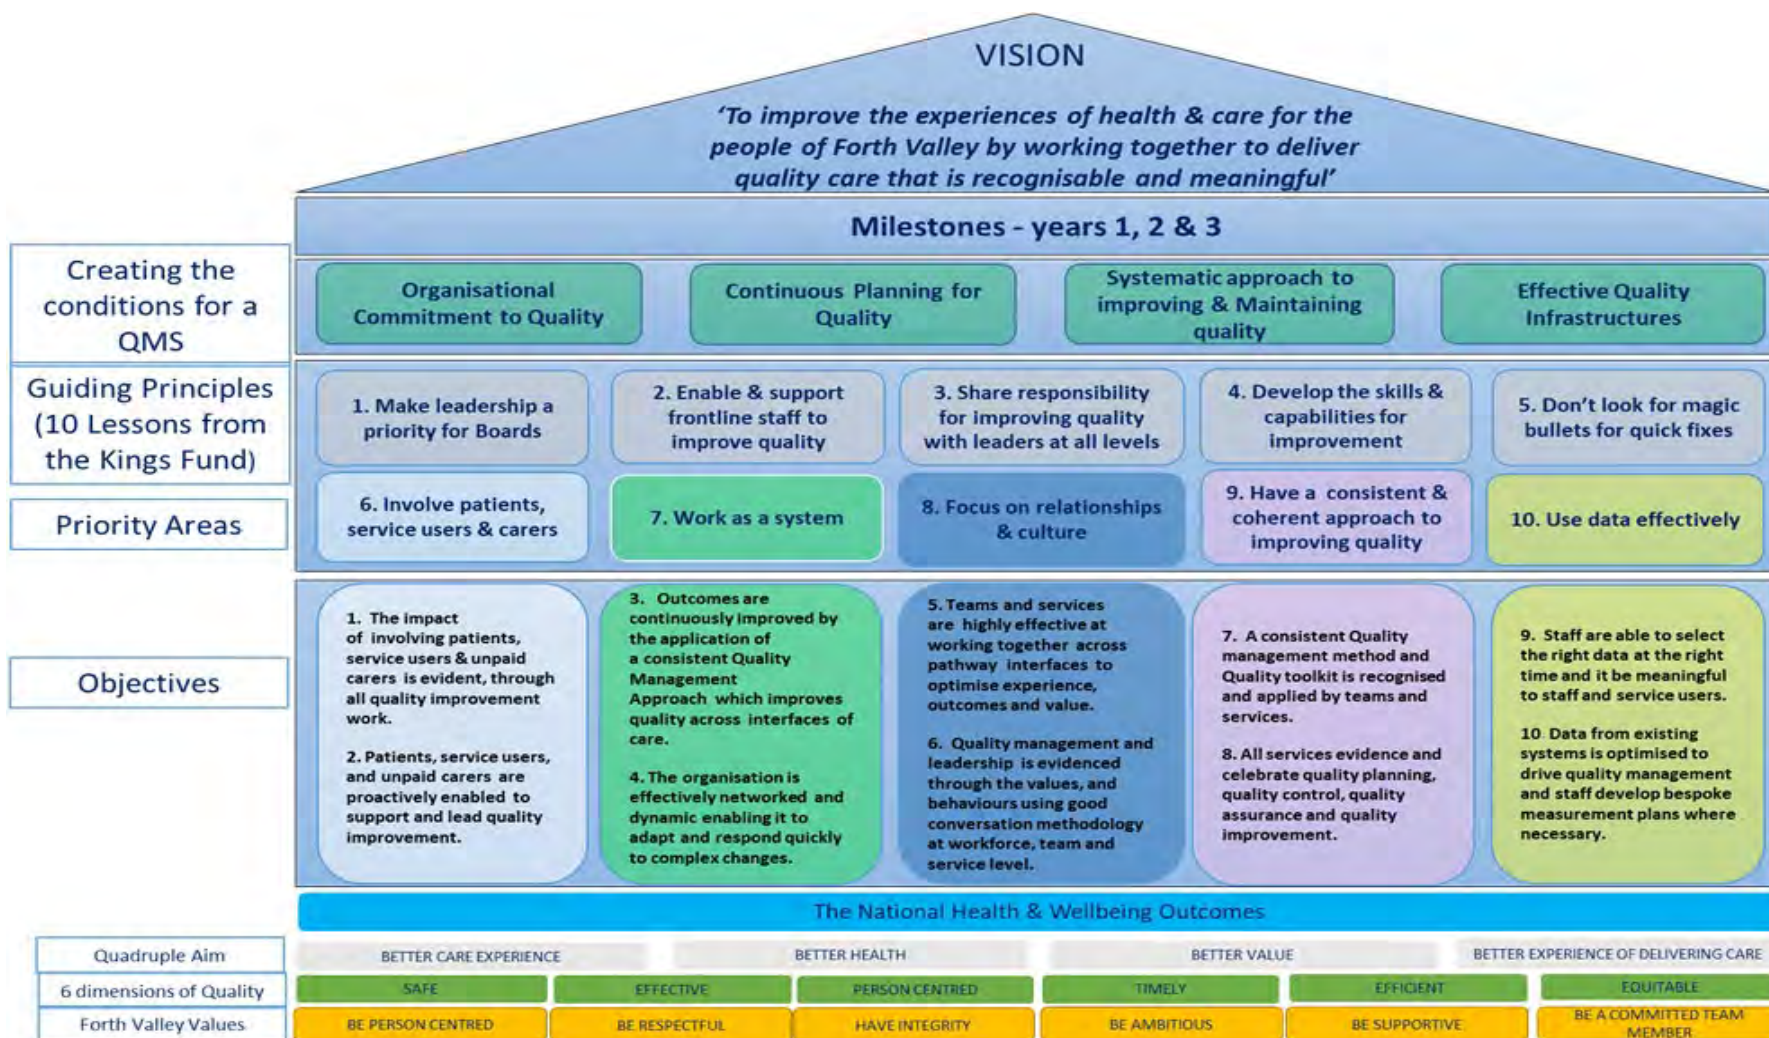 VISION
‘To improve the experiences of health & care for the
people of Forth Valley by working together to deliver
quality care that is recognisable and meaningful’
Milestones - years 1, 2 & 3
Creating the
conditions for a
QMS
Organisational
Commitment to Quality
Continuous Planning for
Quality
Systematic approach to
improving & Maintaining
quality
Effective Quality
Infrastructures
Guiding Principles
(10 Lessons from
the Kings Fund)
1. Make leadership a
priority for Boards
2. Enable & support
frontline staff to
improve quality
3. Share responsibility
for improving quality
with leaders at all levels
4. Develop the skills &
capabilities for
improvement
5. Don’t look for magic
bullets for quick fixes
Priority Areas
6. Involve patients,
service users & carers
7. Work as a system
8. Focus on relationships
& culture
9. Have a consistent &
coherent approach to
improving quality
10. Use data effectively
Objectives
1. The impact
of involving patients,
service users & unpaid
carers is evident, through
all quality improvement
work.
2. Patients, service users,
and unpaid carers are
proactively enabled to
support and lead quality
improvement.
3. Outcomes are
continuously improved by
the application of
a consistent Quality
Management
Approach which improves
quality across interfaces of
care.
4. The organisation is
effectively networked and
dynamic enabling it to
adapt and respond quickly
to complex changes.
5. Teams and services
are highly effective at
working together across
pathway interfaces to
optimise experience,
outcomes and value.
6. Quality management and
leadership is evidenced
through the values, and
behaviours using good
conversation methodology
at workforce, team and
service level.
7. A consistent Quality
management method and
Quality toolkit is recognised
and applied by teams and
services.
8. All services evidence and
celebrate quality planning,
quality control, quality
assurance and quality
improvement.
9. Staff are able to select
the right data at the right
time and it be meaningful
to staff and service users.
10. Data from existing
systems is optimised to
drive quality management
and staff develop bespoke
measurement plans where
necessary.
The National Health & Wellbeing Outcomes
Quadruple Aim
BETTER CARE EXPERIENCE
BETTER HEALTH
BETTER VALUE
BETTER EXPERIENCE OF DELIVERING CARE
6 dimensions of Quality
SAFE
EFFECTIVE
PERSON CENTRED
TIMELY
EFFICIENT
EQUITABLE
Forth Valley Values
BE PERSON CENTRED
BE RESPECTFUL
HAVE INTEGRITY
BE AMBITIOUS
BE SUPPORTIVE
BE A COMMITTED TEAM
MEMBER